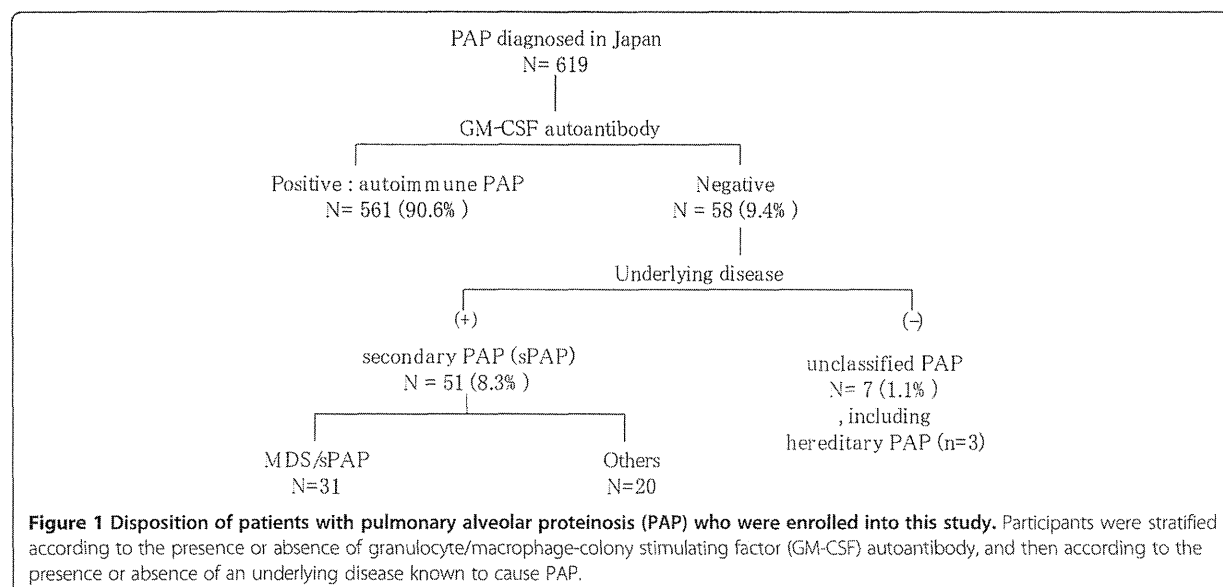 PAP diagnosed in Japan
N= 619
GM-CSF autoantibody
Positive : autoimmune PAP
N= 561 (90.6% )
Negative
N = 58 (9.4% )
Underlying disease
(+)
(-)
secondary PAP (sPAP)
N = 51 (8.3% )
unclassified PAP
N= 7 (1.1% )
, including
hereditary PAP (n=3)
MDS/sPAP
N=31
Others
N=20
Figure 1 Disposition of patients with pulmonary alveolar proteinosis (PAP) who were enrolled into this study. Participants were stratified
according to the presence or absence of granulocyte/macrophage-colony stimulating factor (GM-CSF) autoantibody, and then according to the
presence or absence of an underlying disease known to cause PAP.